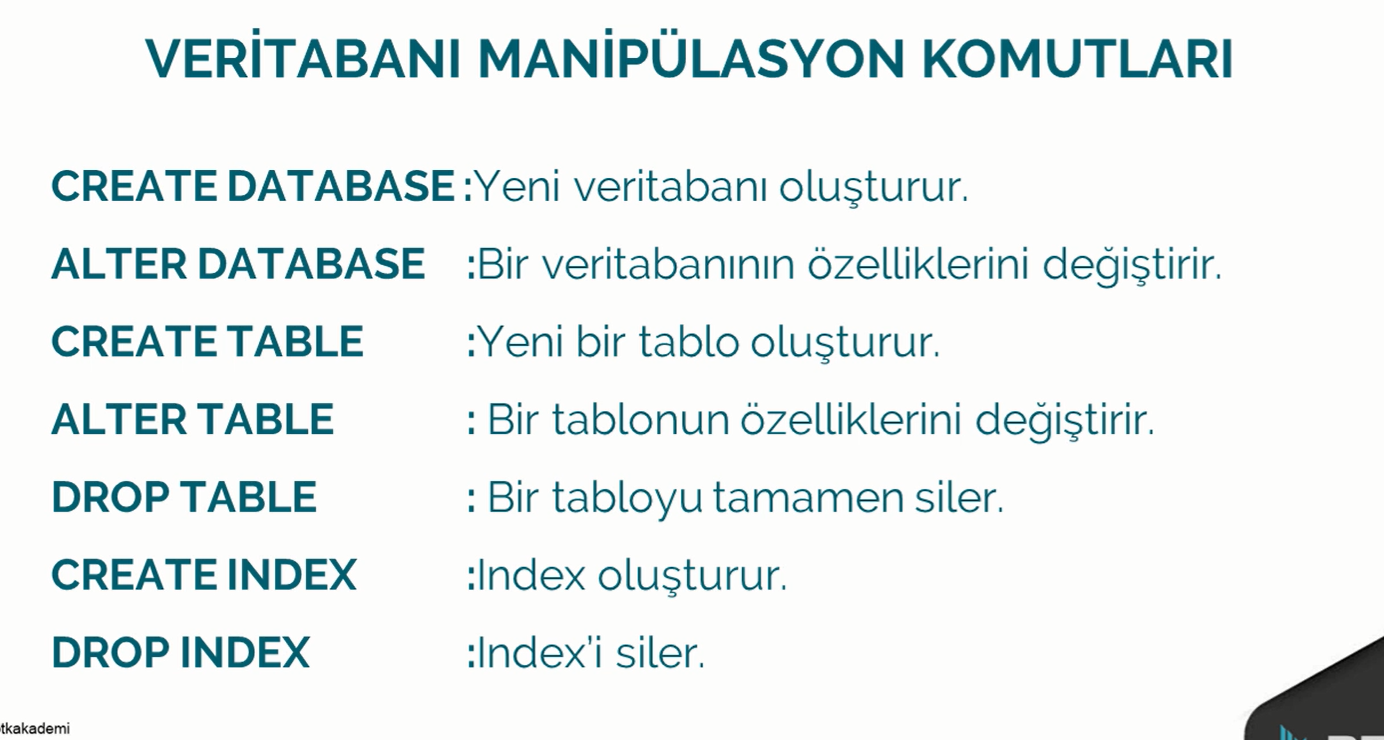 VERİTABANI MANİPÜLASYON KOMUTLARI
CREATE DATABASE :Yeni veritabanı oluşturur.
ALTER DATABASE :Bir veritabanının özelliklerini değiştirir.
CREATE TABLE :Yeni bir tablo oluşturur.
ALTER TABLE : Bir tablonun özelliklerini değiştirir.
DROP TABLE : Bir tabloyu tamamen siler.
CREATE INDEX :Index oluşturur.
DROP INDEX :Index’i siler.
tkakademi